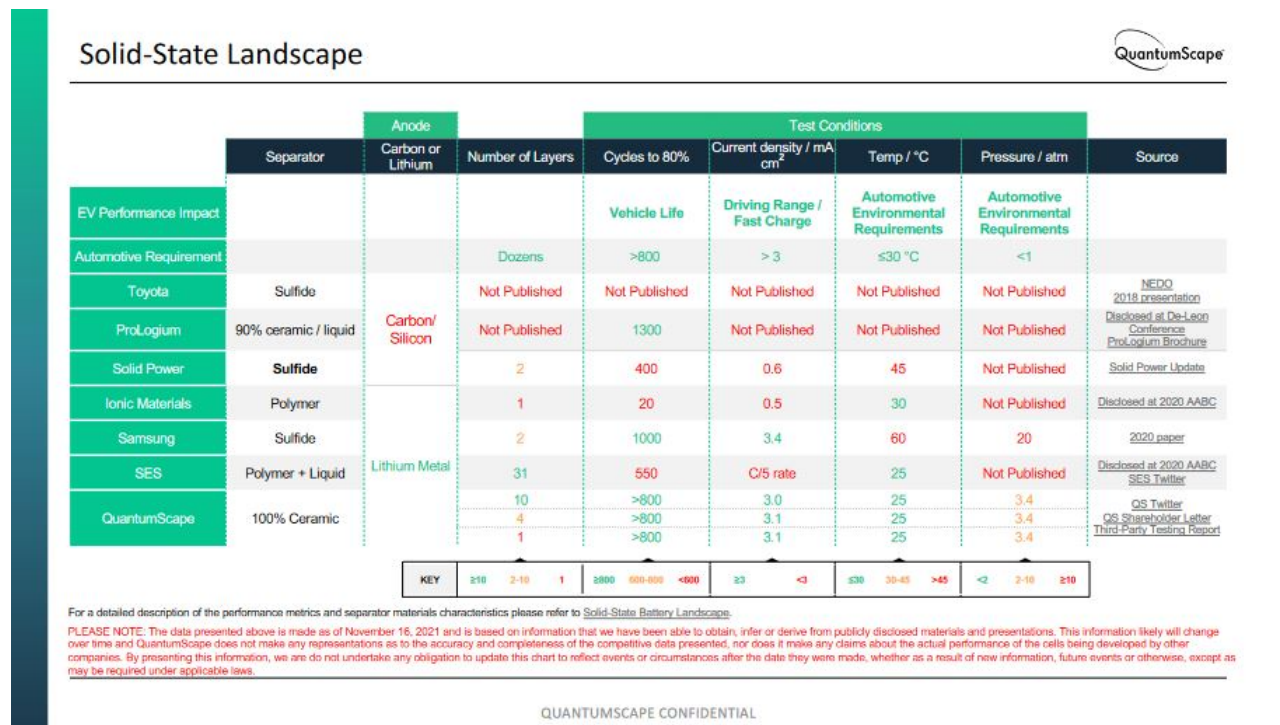 Solid-State Landscape
QuantumScape
Anode
Test Conditions
Separator
Carbon or
Lithium
Number of Layers
Cycles to 80%
Current density / mA
cm²
Temp / °C
Pressure / atm
Source
EV Performance Impact
Vehicle Life
Driving Range /
Fast Charge
Automotive
Environmental
Requirements
Automotive
Environmental
Requirements
Automotive Requirement
Dozens
>800
> 3
≤30 °C
<1
Toyota
Sulfide
Carbon/
Silicon
Not Published
Not Published
Not Published
Not Published
Not Published
NEDO
2018 presentation
ProLogium
90% ceramic / liquid
Not Published
1300
Not Published
Not Published
Not Published
Disclosed at De-Leon
Conference
ProLogium Brochure
Solid Power
Sulfide
2
400
0.6
45
Not Published
Solid Power Update
Ionic Materials
Polymer
Lithium Metal
1
20
0.5
30
Not Published
Disclosed at 2020 AABC
Samsung
Sulfide
2
1000
3.4
60
20
2020 paper
SES
Polymer + Liquid
31
550
C/5 rate
25
Not Published
Disclosed at 2020 AABC
SES Twitter
QuantumScape
100% Ceramic
10
>800
3.0
25
3.4
4
>800
3.1
25
3.4
1
>800
3.1
25
3.4
QS Twitter
QS Shareholder Letter
Third-Party Testing Report
KEY
≥10 2-10 1
≥800 600-800 <600
≥3 <3
≤30 30-45 >45
<2 2-10 ≥10
For a detailed description of the performance metrics and separator materials characteristics please refer to Solid-State Battery Landscape.
PLEASE NOTE: The data presented above is made as of November 16, 2021 and is based on information that we have been able to obtain, infer or derive from publicly disclosed materials and presentations. This information likely will change
over time and QuantumScape does not make any representations as to the accuracy and completeness of the competitive data presented, nor does it make any claims about the actual performance of the cells being developed by other
companies. By presenting this information, we are do not undertake any obligation to update this chart to reflect events or circumstances after the date they were made, whether as a result of new information, future events or otherwise, except as
may be required under applicable laws.
QUANTUMSCAPE CONFIDENTIAL